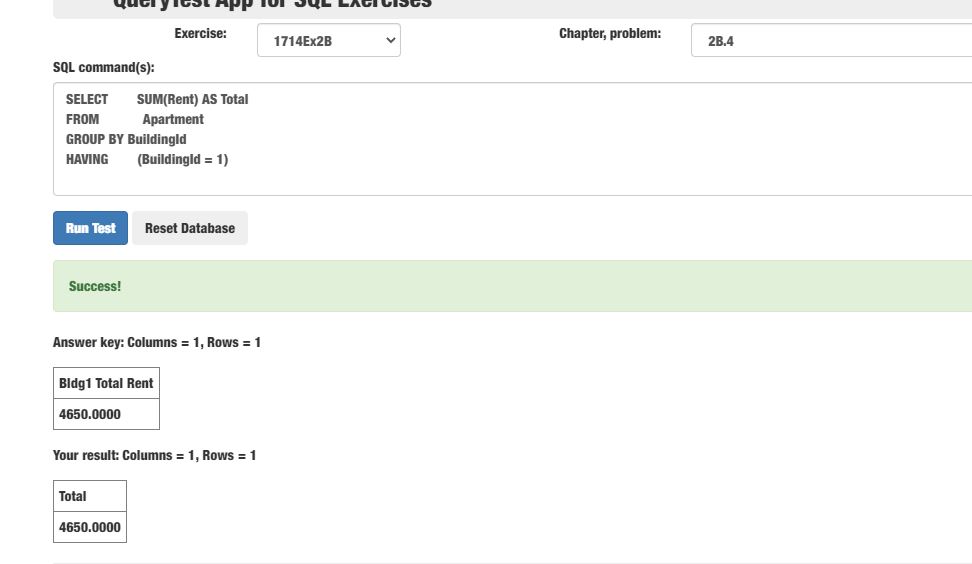 QueryTest App for SQL Exercises
Exercise: 1714Ex2B Chapter, problem: 2B.4
SQL command(s):
SELECT SUM(Rent) AS Total
FROM Apartment
GROUP BY BuildingId
HAVING (BuildingId = 1)
Run Test Reset Database
Success!
Answer key: Columns = 1, Rows = 1
Bldg1 Total Rent
4650.0000
Your result: Columns = 1, Rows = 1
Total
4650.0000